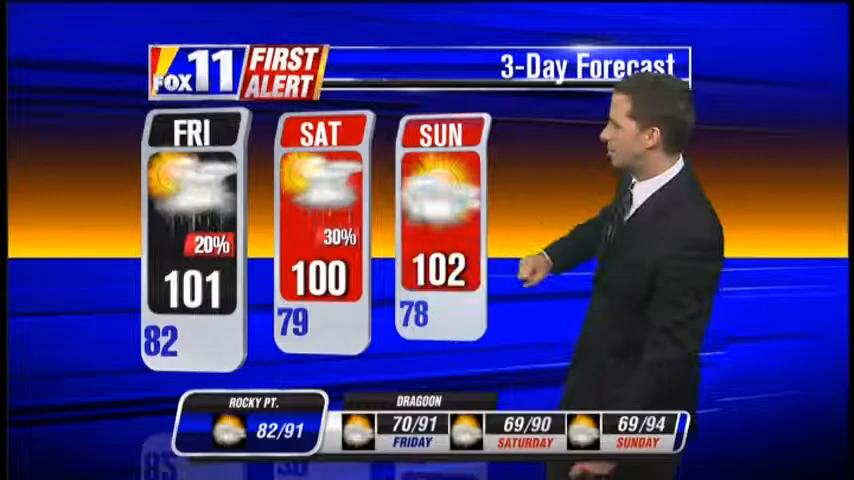 FOX 11
FIRST
ALERT
3-Day Forecast
FRI
20%
101
82
SAT
30%
100
79
SUN
102
78
ROCKY PT.
82/91
DRAGOON
70/91
FRIDAY
69/90
SATURDAY
69/94
SUNDAY